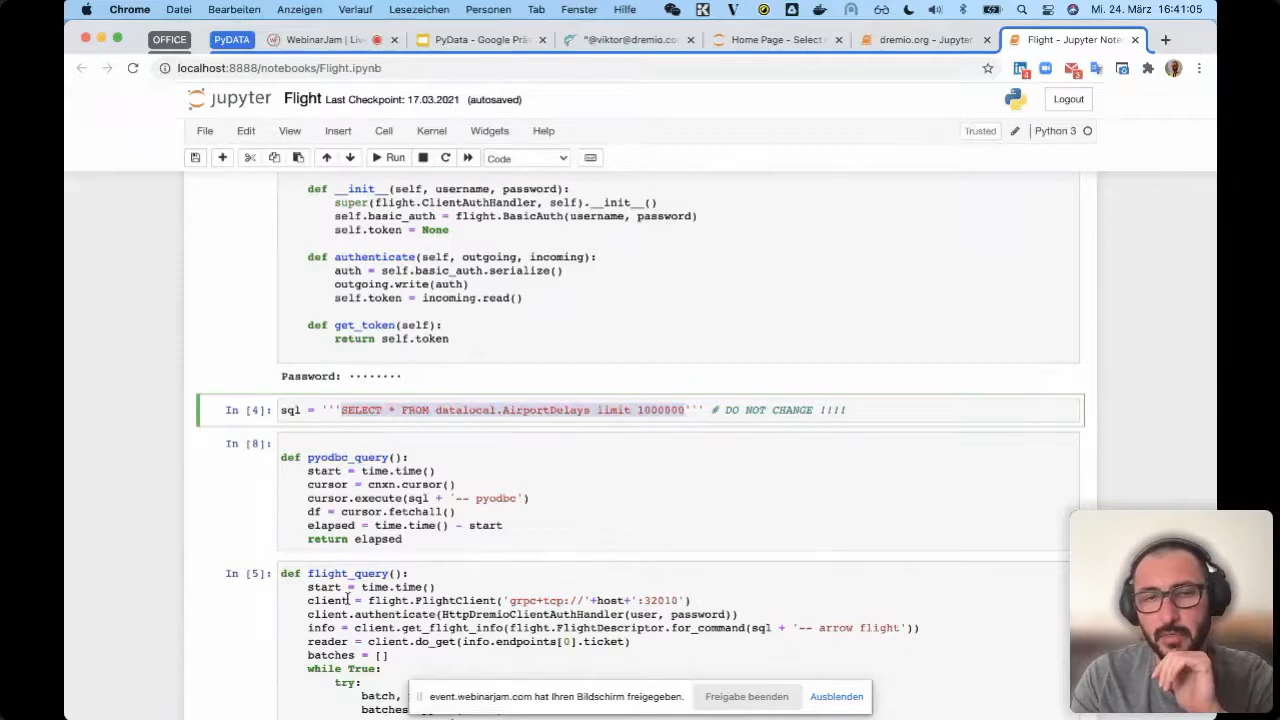 Chrome Datei Bearbeiten Anzeigen Verlauf Lesezeichen Personen Tab Fenster Hilfe Mi. 24. März 16:41:05
OFFICE PyDATA WebinarJam | Liv PyData - Google Prä "@viktor@dremio.co Home Page - Select dremio.org - Jupyter Flight - Jupyter Note
localhost:8888/notebooks/Flight.ipynb
jupyter Flight Last Checkpoint: 17.03.2021 (autosaved) Logout
File Edit View Insert Cell Kernel Widgets Help Trusted Python 3
Run Code
def __init__(self, username, password):
super(flight.ClientAuthHandler, self).__init__()
self.basic_auth = flight.BasicAuth(username, password)
self.token = None
def authenticate(self, outgoing, incoming):
auth = self.basic_auth.serialize()
outgoing.write(auth)
self.token = incoming.read()
def get_token(self):
return self.token
Password: ········
In [4]: sql = '''SELECT * FROM datalocal.AirportDelays limit 1000000''' # DO NOT CHANGE !!!!
In [8]:
def pyodbc_query():
start = time.time()
cursor = cnxn.cursor()
cursor.execute(sql + '-- pyodbc')
df = cursor.fetchall()
elapsed = time.time() - start
return elapsed
In [5]: def flight_query():
start = time.time()
client = flight.FlightClient('grpc+tcp://'+host+':32010')
client.authenticate(HttpDremioClientAuthHandler(user, password))
info = client.get_flight_info(flight.FlightDescriptor.for_command(sql + '-- arrow flight'))
reader = client.do_get(info.endpoints[0].ticket)
batches = []
while True:
try:
batch,
batches
event.webinarjam.com hat Ihren Bildschirm freigegeben. Freigabe beenden Ausblenden